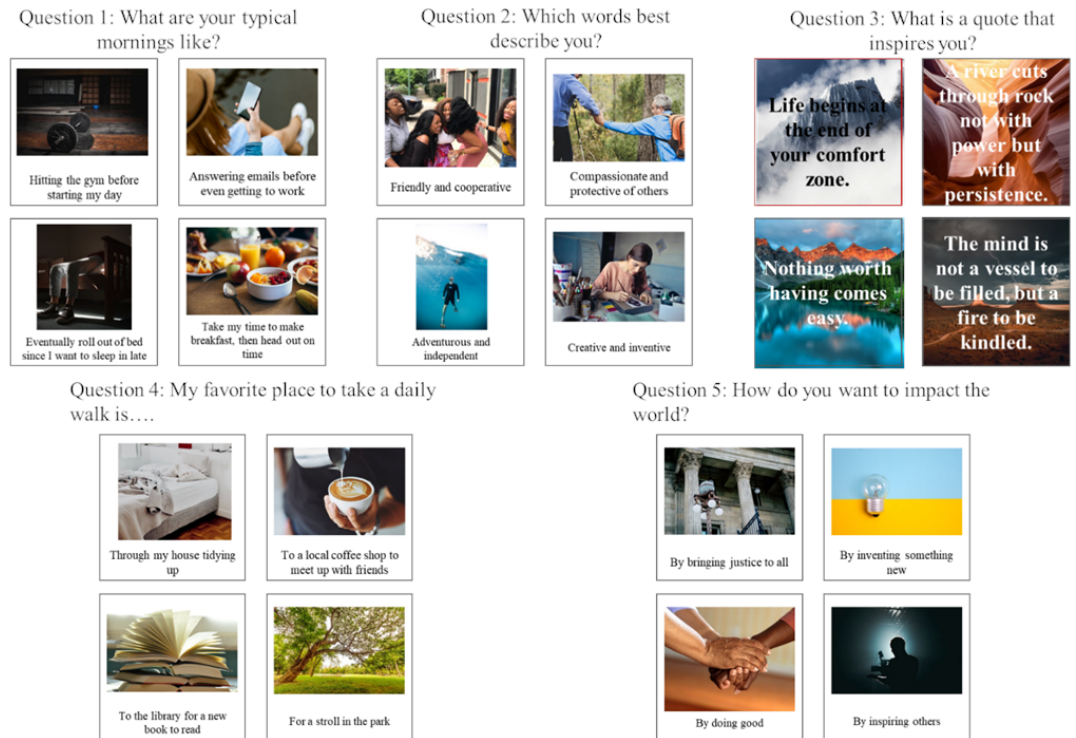 Question 1: What are your typical
mornings like?
Hitting the gym before
starting my day
Answering emails before
even getting to work
Eventually roll out of bed
since I want to sleep in late
Take my time to make
breakfast, then head out on
time
Question 2: Which words best
describe you?
Friendly and cooperative
Compassionate and
protective of others
Adventurous and
independent
Creative and inventive
Question 3: What is a quote that
inspires you?
Life begins at
the end of
your comfort
zone.
A river cuts
through rock
not with
power but
with
persistence.
Nothing worth
having comes
easy.
The mind is
not a vessel to
be filled, but a
fire to be
kindled.
Question 4: My favorite place to take a daily
walk is….
Through my house tidying
up
To a local coffee shop to
meet up with friends
To the library for a new
book to read
For a stroll in the park
Question 5: How do you want to impact the
world?
By bringing justice to all
By inventing something
new
By doing good
By inspiring others